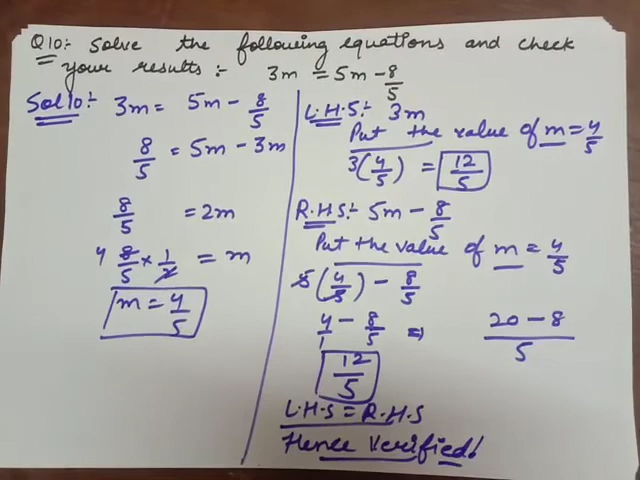 Q10:- Solve the following equations and check
your results:- 3m = 5m - 8/5
Sol10:- 3m = 5m - 8/5
8/5 = 5m - 3m
8/5 = 2m
4 8/5 × 1/2 = m
m = 4/5
L.H.S:- 3m
Put the value of m = 4/5
3(4/5) = 12/5
R.H.S:- 5m - 8/5
Put the value of m = 4/5
5(4/5) - 8/5
4/1 - 8/5 ⇒ 20 - 8/5
12/5
L.H.S = R.H.S
Hence Verified!